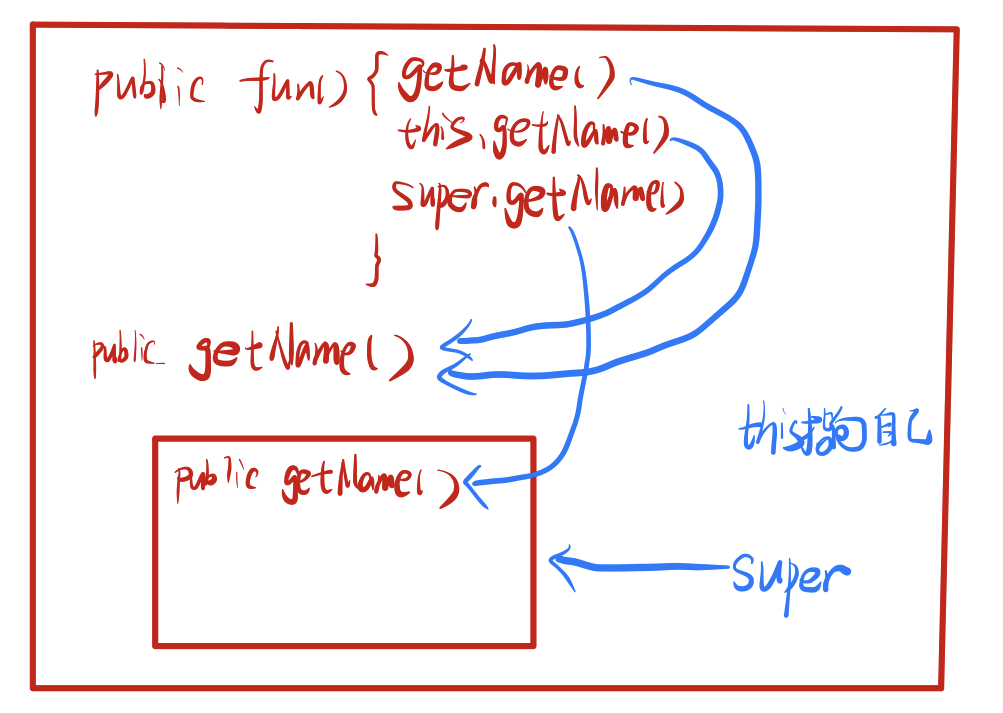 public fun() { getName()
this.getName()
super.getName()
}
public getName()
this指向自己
public getName()
super